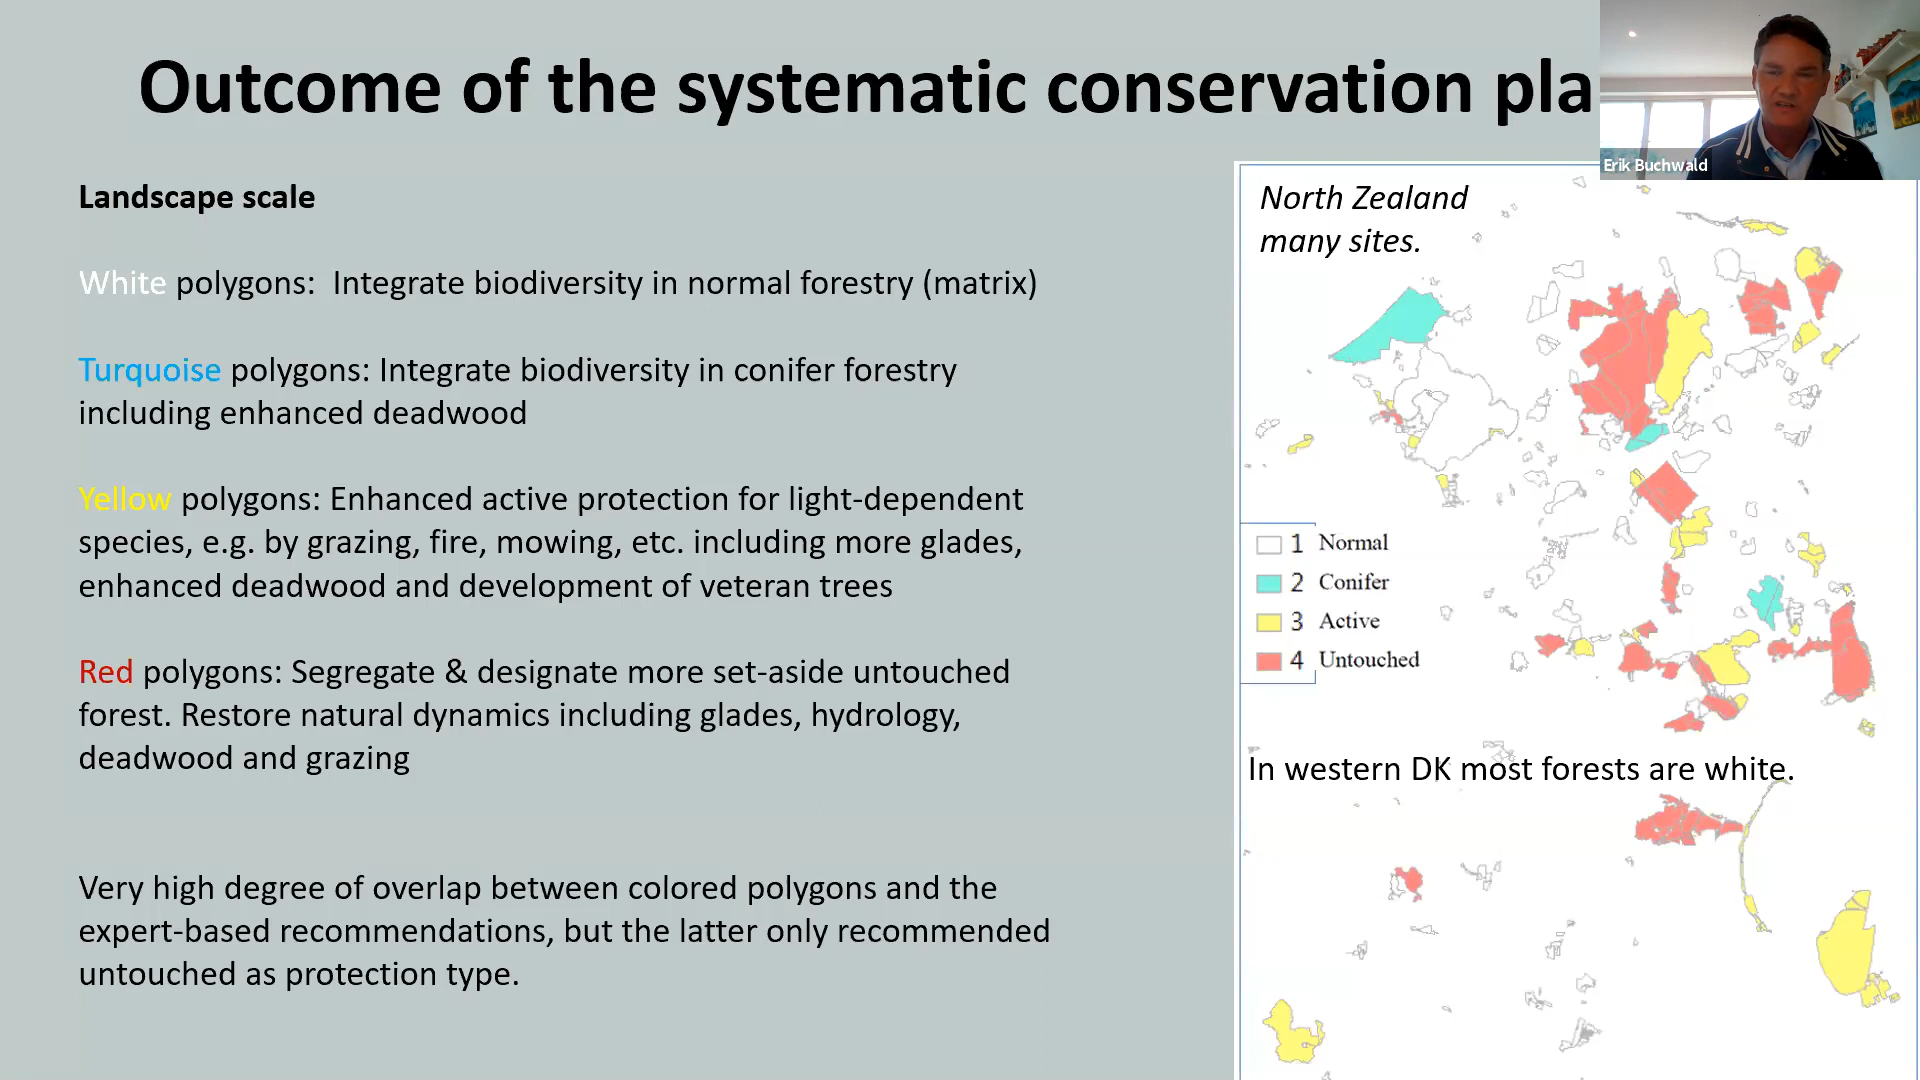 Outcome of the systematic conservation pla
Erik Buchwald
Landscape scale
White polygons:  Integrate biodiversity in normal forestry (matrix)
Turquoise polygons: Integrate biodiversity in conifer forestry
including enhanced deadwood
Yellow polygons: Enhanced active protection for light-dependent
species, e.g. by grazing, fire, mowing, etc. including more glades,
enhanced deadwood and development of veteran trees
Red polygons: Segregate & designate more set-aside untouched
forest. Restore natural dynamics including glades, hydrology,
deadwood and grazing
Very high degree of overlap between colored polygons and the
expert-based recommendations, but the latter only recommended
untouched as protection type.
North Zealand
many sites.
1 Normal
2 Conifer
3 Active
4 Untouched
In western DK most forests are white.